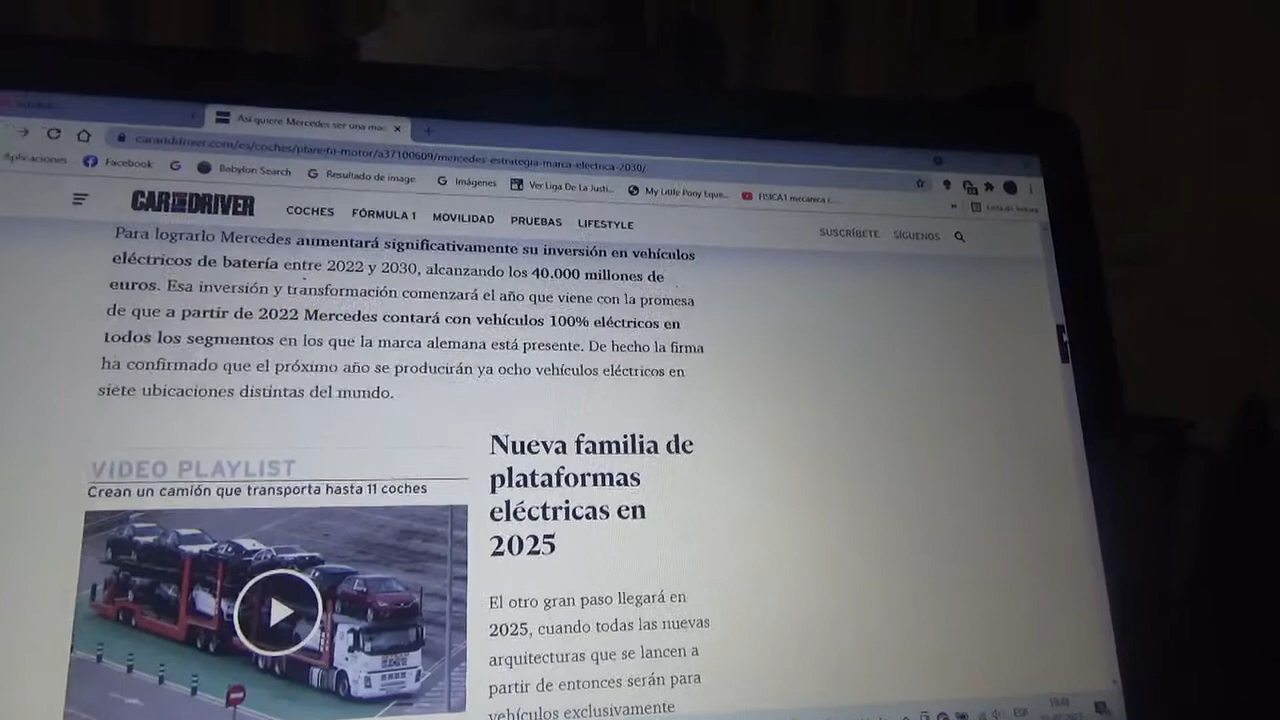 Así quiere Mercedes ser una mar
caranddriver.com/es/coches/planeta-motor/a37100609/mercedes-estrategia-marca-electrica-2030/
Aplicaciones Facebook Babylon Search Resultado de image Imágenes Ver Liga De La Justi... My Little Pony Eque... FISICA1 mecanica c... »
CAR AND DRIVER COCHES FÓRMULA 1 MOVILIDAD PRUEBAS LIFESTYLE SUSCRÍBETE SÍGUENOS
Para lograrlo Mercedes aumentará significativamente su inversión en vehículos
eléctricos de batería entre 2022 y 2030, alcanzando los 40.000 millones de
euros. Esa inversión y transformación comenzará el año que viene con la promesa
de que a partir de 2022 Mercedes contará con vehículos 100% eléctricos en
todos los segmentos en los que la marca alemana está presente. De hecho la firma
ha confirmado que el próximo año se producirán ya ocho vehículos eléctricos en
siete ubicaciones distintas del mundo.
VIDEO PLAYLIST
Crean un camión que transporta hasta 11 coches
Nueva familia de
plataformas
eléctricas en
2025
El otro gran paso llegará en
2025, cuando todas las nuevas
arquitecturas que se lancen a
partir de entonces serán para
vehículos exclusivamente
ESP